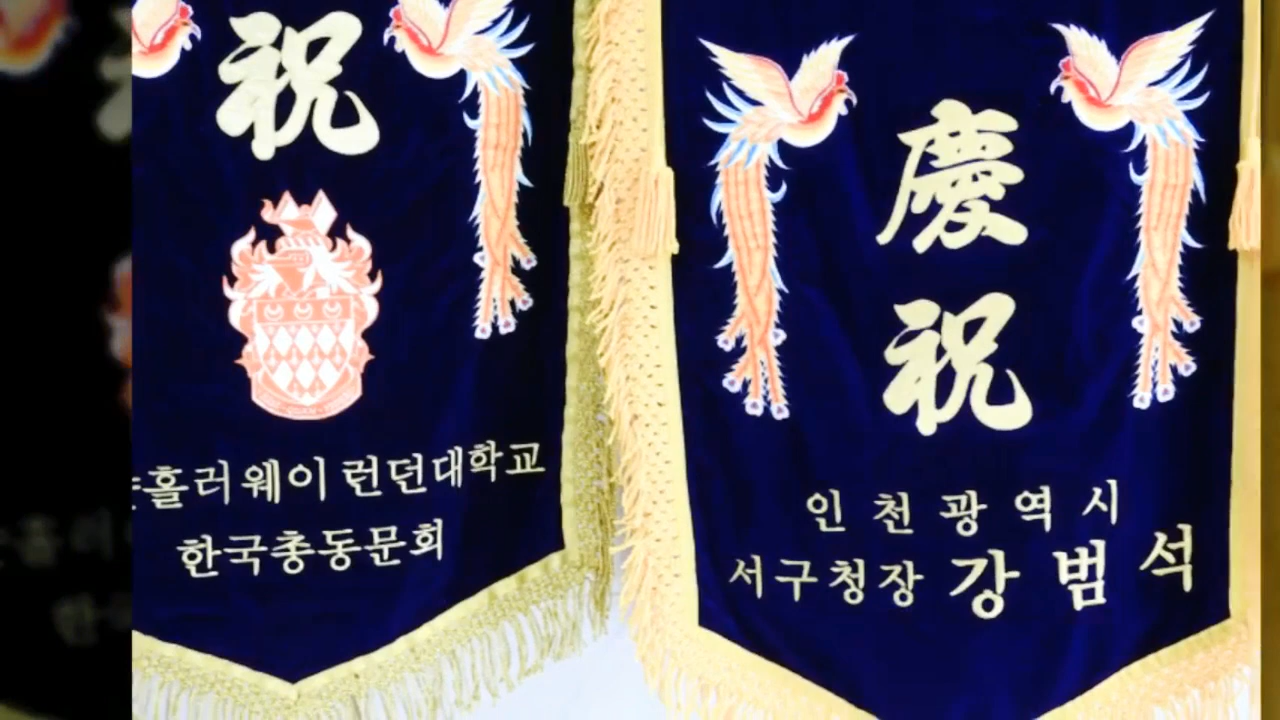 祝
홀러웨이 런던대학교
한국총동문회
慶
祝
인천광역시
서구청장 강범석